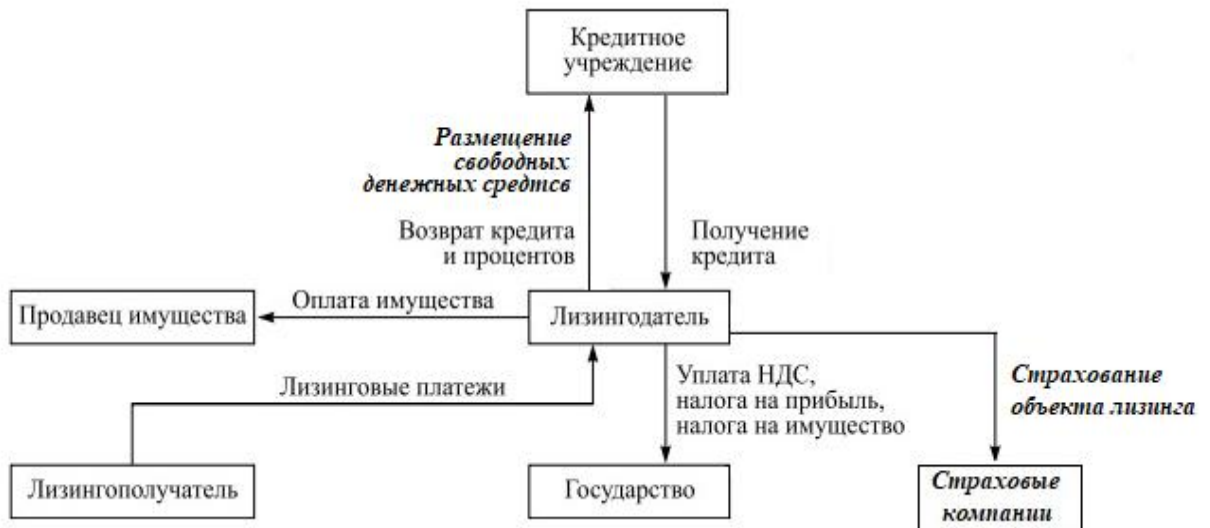 Кредитное
учреждение
Размещение
свободных
денежных средтсв
Возврат кредита
и процентов
Получение
кредита
Продавец имущества
Оплата имущества
Лизингодатель
Лизинговые платежи
Уплата НДС,
налога на прибыль,
налога на имущество
Страхование
объекта лизинга
Лизингополучатель
Государство
Страховые
компании